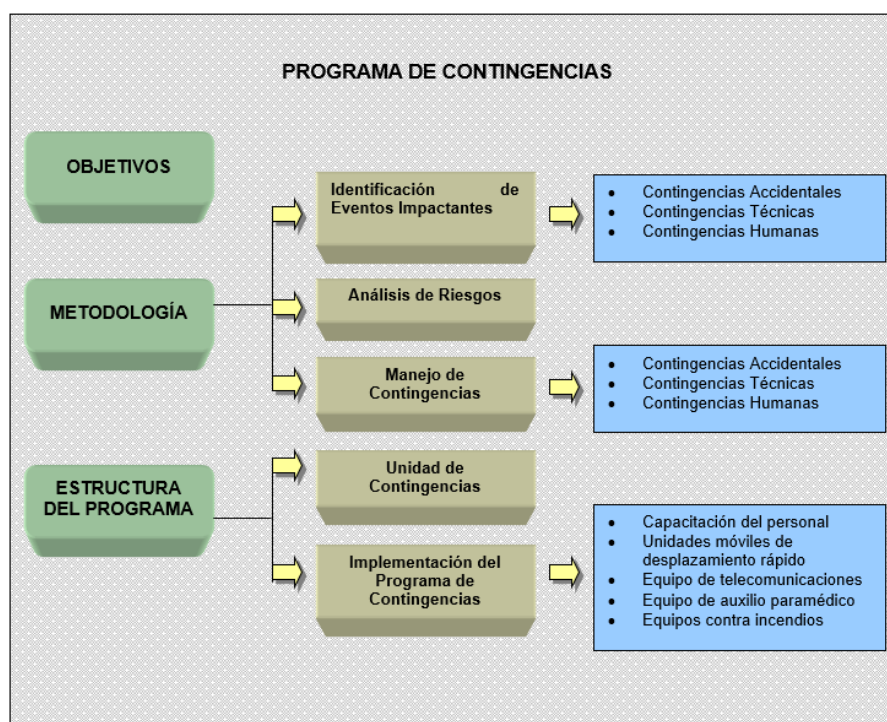 PROGRAMA DE CONTINGENCIAS
OBJETIVOS
METODOLOGÍA
Identificación de
Eventos Impactantes
• Contingencias Accidentales
• Contingencias Técnicas
• Contingencias Humanas
Análisis de Riesgos
Manejo de
Contingencias
• Contingencias Accidentales
• Contingencias Técnicas
• Contingencias Humanas
ESTRUCTURA
DEL PROGRAMA
Unidad de
Contingencias
Implementación del
Programa de
Contingencias
• Capacitación del personal
• Unidades móviles de
desplazamiento rápido
• Equipo de telecomunicaciones
• Equipo de auxilio paramédico
• Equipos contra incendios